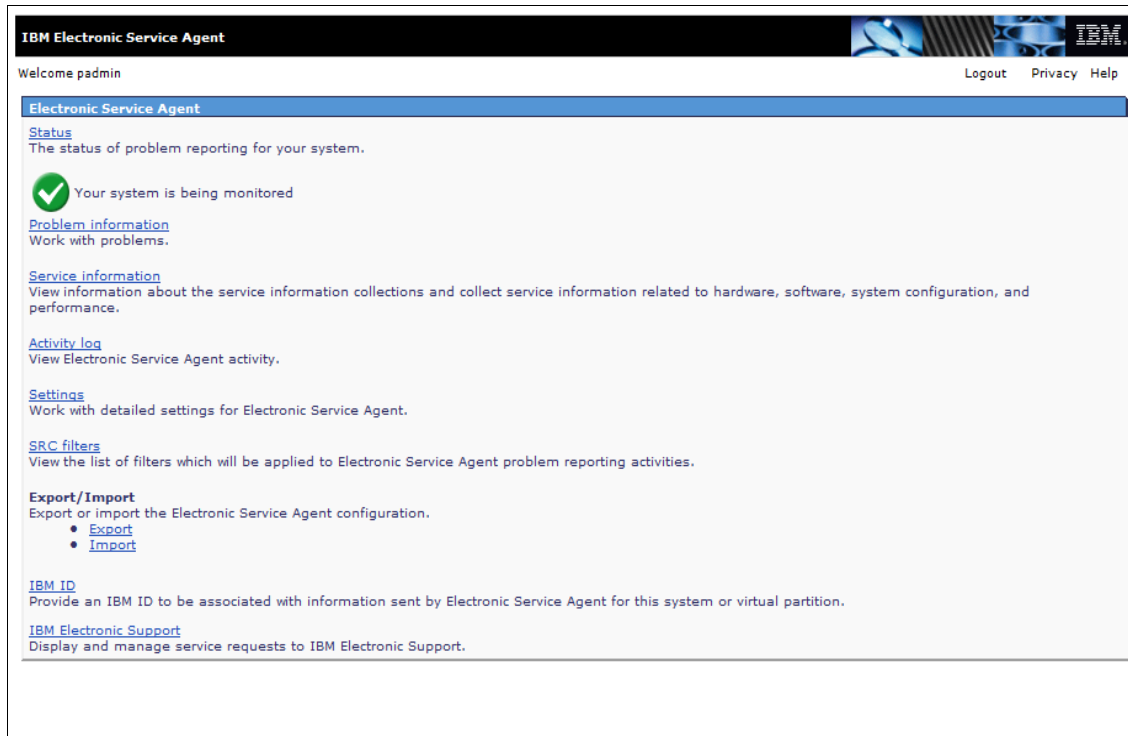 IBM Electronic Service Agent
IBM.
Welcome padmin
Logout Privacy Help
Electronic Service Agent
Status
The status of problem reporting for your system.
Your system is being monitored
Problem information
Work with problems.
Service information
View information about the service information collections and collect service information related to hardware, software, system configuration, and
performance.
Activity log
View Electronic Service Agent activity.
Settings
Work with detailed settings for Electronic Service Agent.
SRC filters
View the list of filters which will be applied to Electronic Service Agent problem reporting activities.
Export/Import
Export or import the Electronic Service Agent configuration.
• Export
• Import
IBM ID
Provide an IBM ID to be associated with information sent by Electronic Service Agent for this system or virtual partition.
IBM Electronic Support
Display and manage service requests to IBM Electronic Support.